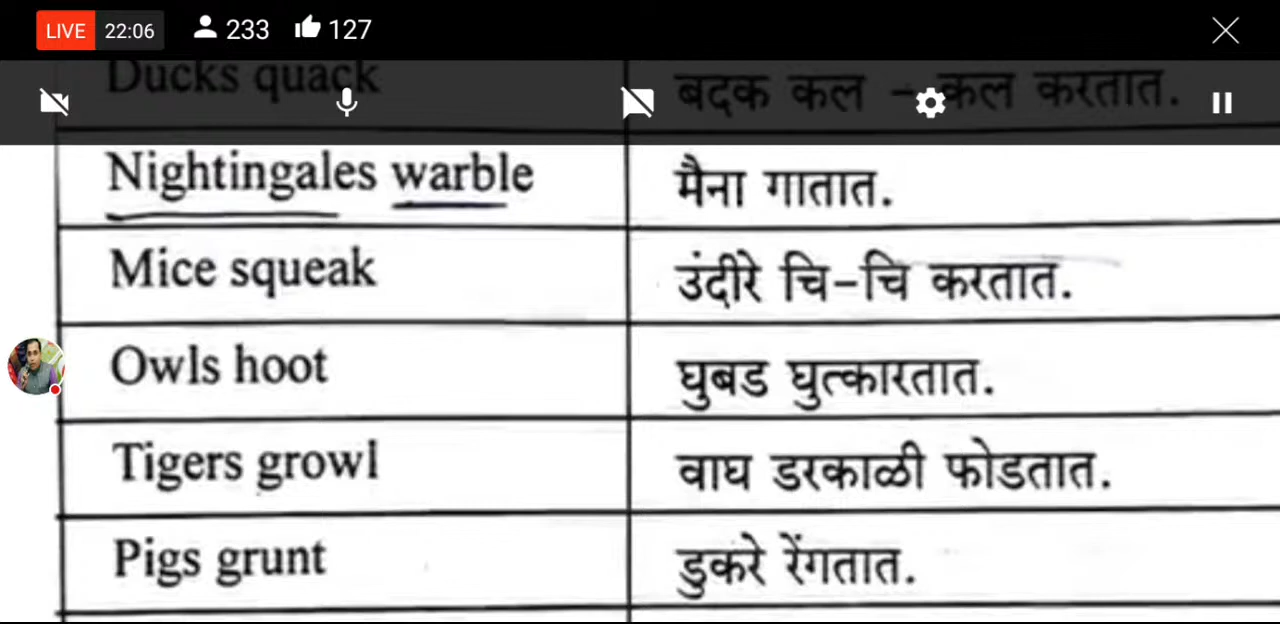 LIVE 22:06 233 127
Ducks quack बदक कल - कल करतात.
Nightingales warble मैना गातात.
Mice squeak उंदीरे चि-चि करतात.
Owls hoot घुबड घुत्कारतात.
Tigers growl वाघ डरकाळी फोडतात.
Pigs grunt डुकरे रेंगतात.